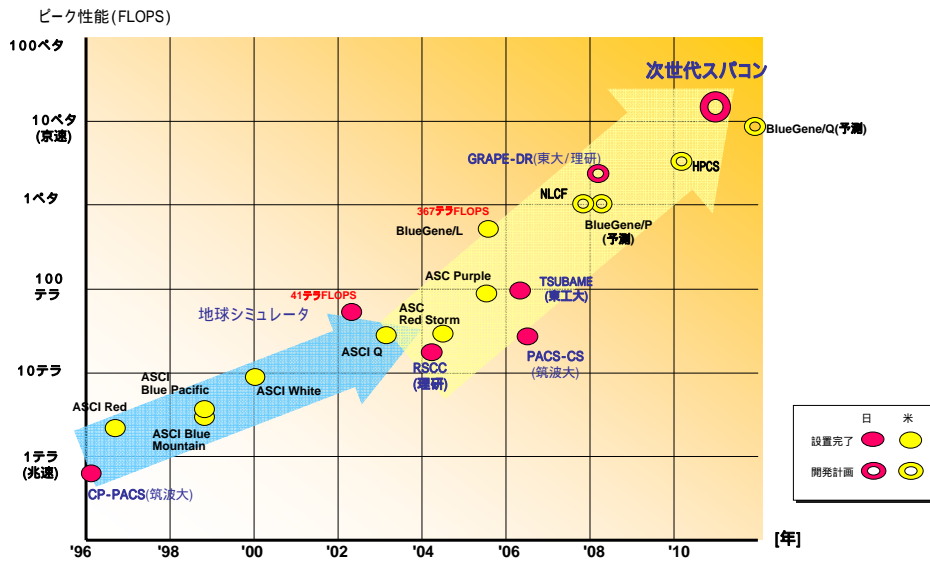 ピーク性能(FLOPS)
100ペタ
次世代スパコン
10ペタ
(京速)
BlueGene/Q(予測)
GRAPE-DR(東大/理研)
HPCS
NLCF
1ペタ
367テラFLOPS
BlueGene/L
BlueGene/P
(予測)
ASC Purple
TSUBAME
(東工大)
100
テラ
41テラFLOPS
地球シミュレータ
ASC
Red Storm
ASCI Q
PACS-CS
(筑波大)
RSCC
(理研)
10テラ
ASCI
Blue Pacific
ASCI White
ASCI Red
ASCI Blue
Mountain
1テラ
(兆速)
CP-PACS(筑波大)
日 米
設置完了
開発計画
'96 '98 '00 '02 '04 '06 '08 '10 [年]